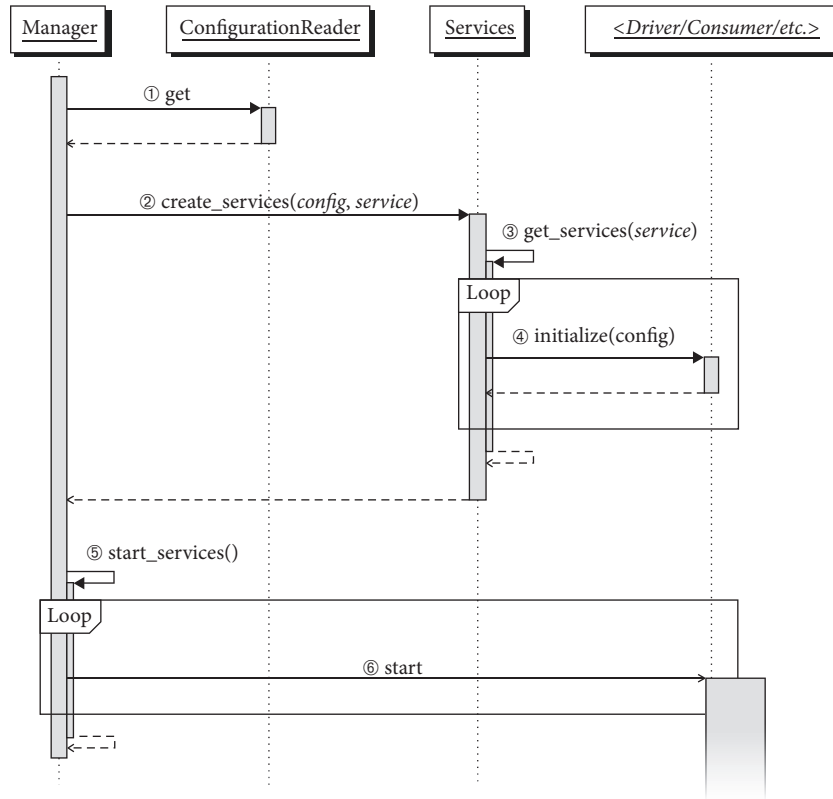 Manager
ConfigurationReader
Services
<Driver/Consumer/etc.>
① get
② create_services(config, service)
③ get_services(service)
Loop
④ initialize(config)
⑤ start_services()
Loop
⑥ start